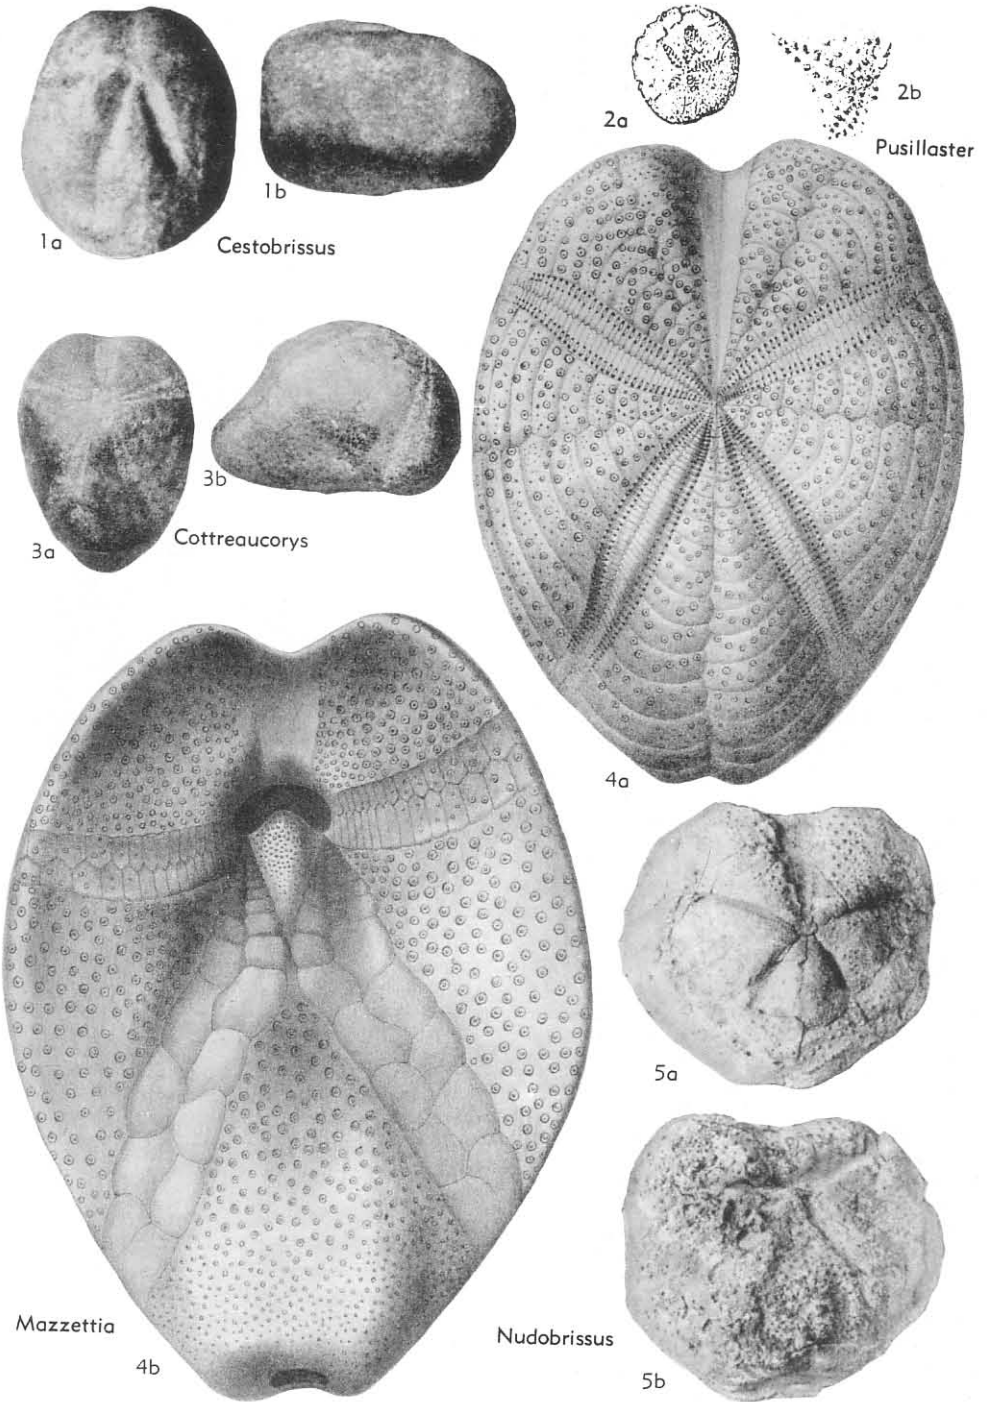 1a
1b
Cestobrissus
2a
2b
Pusillaster
3a
3b
Cottreaucorys
4a
Mazzettia
4b
5a
Nudobrissus
5b